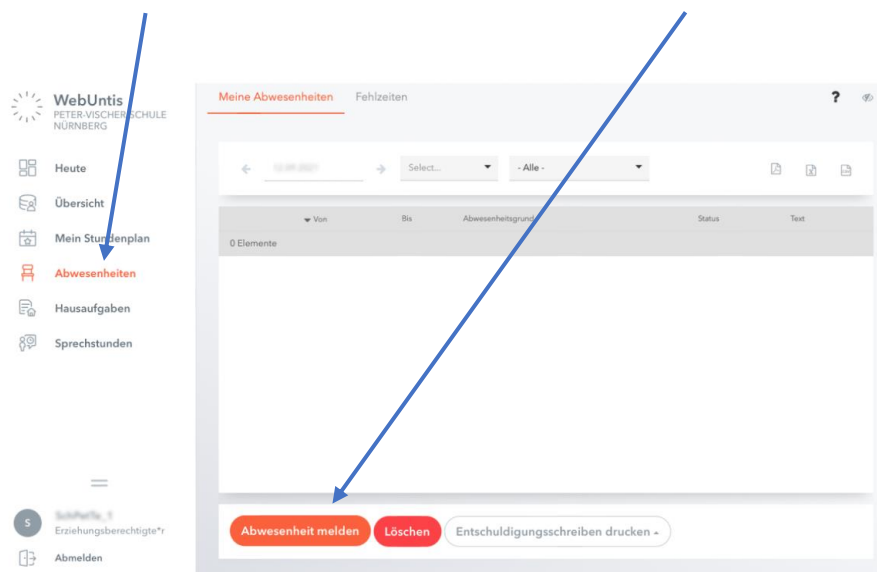 WebUntis
PETER-VISCHER-SCHULE
NÜRNBERG
Heute
Übersicht
Mein Stundenplan
Abwesenheiten
Hausaufgaben
Sprechstunden
Erziehungsberechtigte*r
Abmelden
Meine Abwesenheiten Fehlzeiten ?
Select... - Alle -
Von Bis Abwesenheitsgrund Status Text
0 Elemente
Abwesenheit melden Löschen Entschuldigungsschreiben drucken
S